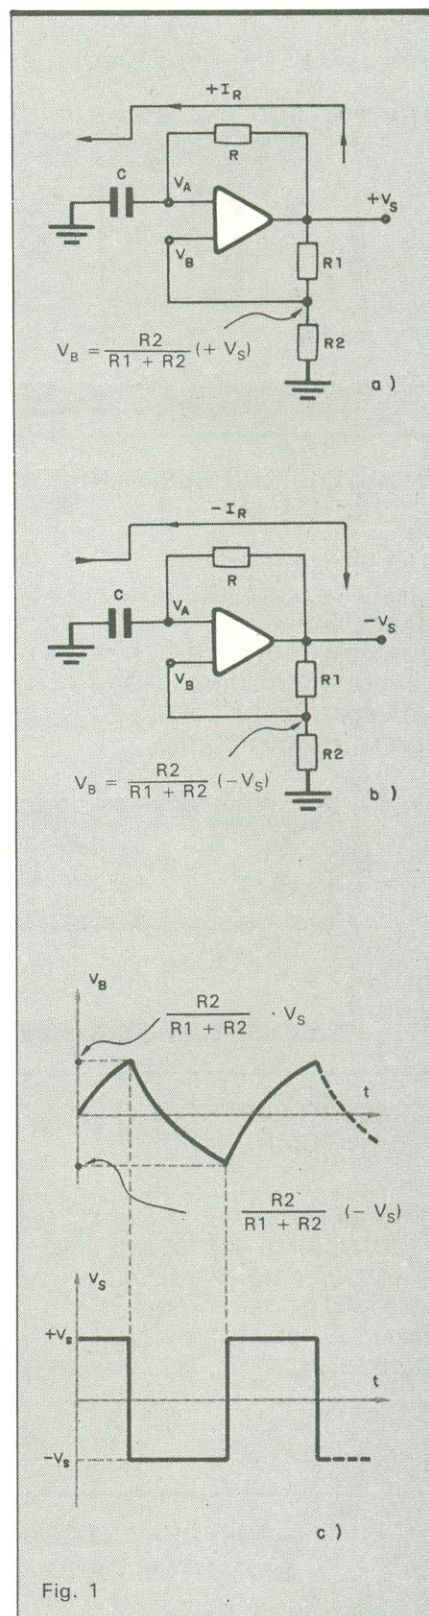 +I_R
R
C
V_A
+V_S
V_B
R1
V_B = R2 / (R1 + R2) (+ V_S)
R2
a )
-I_R
R
C
V_A
-V_S
V_B
R1
V_B = R2 / (R1 + R2) (- V_S)
R2
b )
V_B
R2 / (R1 + R2) · V_S
t
R2 / (R1 + R2) (- V_S)
V_S
+V_S
t
-V_S
c )
Fig. 1